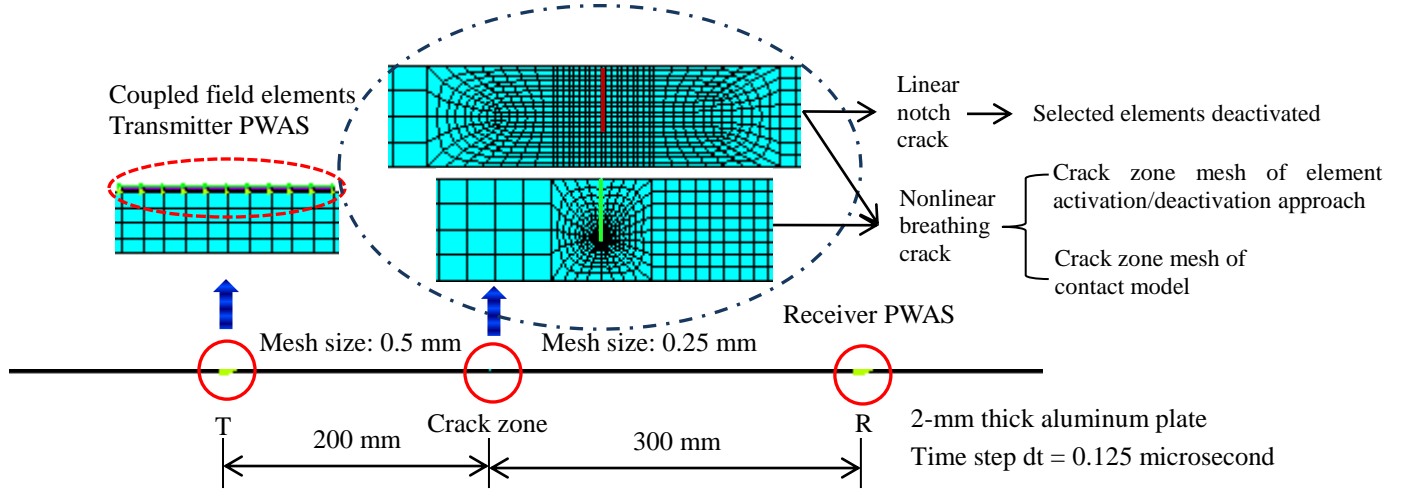 Coupled field elements
Transmitter PWAS
Linear
notch
crack
Selected elements deactivated
Nonlinear
breathing
crack
Crack zone mesh of element
activation/deactivation approach
Crack zone mesh of
contact model
Receiver PWAS
Mesh size: 0.5 mm
Mesh size: 0.25 mm
T
Crack zone
R
200 mm
300 mm
2-mm thick aluminum plate
Time step dt = 0.125 microsecond